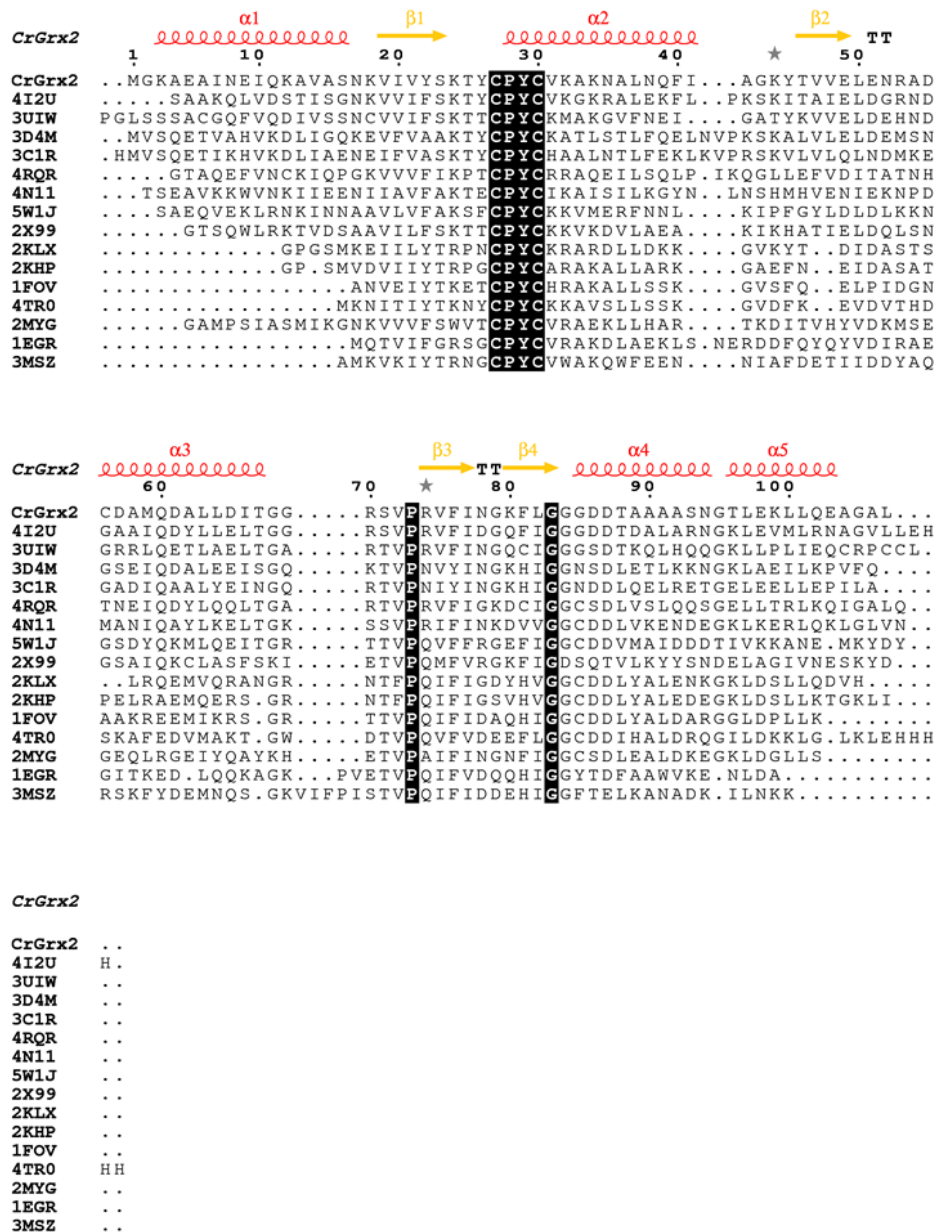 α1 β1 α2 β2
CrGrx2 TT
1 10 20 30 40 50
CrGrx2 ..MGKAEAINEIQKAVASNKVIVYSKTYCPYCVKAKNALNQFI...AGKYTVVELENRAD
4I2U .....SAAKQLVDSTISGNKVVIFSKTYCPYCVKGKRALEKFL..PKSKITAIELDGRND
3UIW PGLSSSACGQFVQDIVSSNCVVIFSKTTCPYCKMAKGVFNEI....GATYKVVELDEHND
3D4M ..MVSQETVAHVKDLIGQKEVFVAAKTYCPYCKATLSTLFQELNVPKSKALVLELDEMSN
3C1R .HMVSQETIKHVKDLIAENEIFVASKTYCPYCHAALNTLFEKLKVPRSKVLVLQLNDMKE
4RQR .....GTAQEFVNCKIQPGKVVVFIKPTCPYCRRAQEILSQLP.IKQGLLEFVDITATNH
4N11 ...TSEAVKKWVNKIIEENIIAVFAKTECPYCIKAISILKGYN..LNSHMHVENIEKNPD
5W1J ....SAEQVEKLRNKINNAAVLVFAKSFCPYCKKVMERFNNL....KIPFGYLDLDLKKN
2X99 ......GTSQWLRKTVDSAAVILFSKTTCPYCKKVKDVLAEA....KIKHATIELDQLSN
2KLX .............GPGSMKEIILYTRPNCPYCKRARDLLDKK....GVKYT..DIDASTS
2KHP .............GP.SMVDVIIYTRPGCPYCARAKALLARK....GAEFN..EIDASAT
1FOV ..................ANVEIYTKETCPYCHRAKALLSSK....GVSFQ..ELPIDGN
4TR0 .................MKNITIYTKNYCPYCKKAVSLLSSK....GVDFK..EVDVTHD
2MYG ......GAMPSIASMIKGNKVVVFSWVTCPYCVRAEKLLHAR....TKDITVHYVDKMSE
1EGR ..................MQTVIFGRSGCPYCVRAKDLAEKLS.NERDDFQYQYVDIRAE
3MSZ .................AMKVKIYTRNGCPYCVWAKQWFEEN....NIAFDETIIDDYAQ
α3 β3 β4 α4 α5
CrGrx2 TT
60 70 80 90 100
CrGrx2 CDAMQDALLDITGG.....RSVPRVFINGKFLGGGDDTAAAASNGTLEKLLQEAGAL...
4I2U GAAIQDYLLELTGG.....RSVPRVFIDGQFIGGGDDTARLARNGKLEVMLRNAGVLLEH
3UIW GRRLQETLAELTGA.....RTVPRVFINGQCIGGGSDTKQLHQQGKLLPLIEQCRPCCL.
3D4M GSEIQDALEEISGQ.....KTVPNVYINGKHIGGNSDLETLKKNGKLAEILKPVFQ....
3C1R GADIQAALYEINGQ.....RTVPNIYINGKHIGGNDDLQELRETGELEELLEPILA....
4RQR TNEIQDYLQQLTGA.....RTVPRVFIGKDCIGGCSDLVSLQQSGELLTRLKQIGALQ..
4N11 MANIQAYLKELTGK.....SSVPRIFINKDVVGGCDDLVKENDEGKLKERLQKLGLVN..
5W1J GSDYQKMLQEITGR.....TTVPQVFFRGEFIGGCDDVMAIDDDTIVKKANE.MKYDY..
2X99 GSAIQKCLASFSKI.....ETVPQMFVRGKFIGDSQTVLKYYSNDELAGIVNESKYD...
2KLX ..LRQEMVQRANGR.....NTFPQIFIGDYHVGGCDDLYALENKGKLDSLLQDVH.....
2KHP PELRAEMQERS.GR.....NTFPQIFIGSVHVGGCDDLYALEDEGKLDSLLKTGKLI...
1FOV AAKREEMIKRS.GR.....TTVPQIFIDAQHIGGCDDLYALDARGGLDPLLK........
4TR0 SKAFEDVMAKT.GW.....DTVPQVFVDEEFLGGCDDIHALDRQGILDKKLG.LKLEHHH
2MYG GEQLRGEIYQAYKH.....ETVPAIFINGNFIGGCSDLEALDKEGKLDGLLS........
1EGR GITKED.LQQKAGK...PVETVPQIFVDQQHIGGYTDFAAWVKE.NLDA...........
3MSZ RSKFYDEMNQS.GKVIFPISTVPQIFIDDEHIGGFTELKANADK.ILNKK..........
CrGrx2
CrGrx2 ..
4I2U H.
3UIW ..
3D4M ..
3C1R ..
4RQR ..
4N11 ..
5W1J ..
2X99 ..
2KLX ..
2KHP ..
1FOV ..
4TR0 HH
2MYG ..
1EGR ..
3MSZ ..